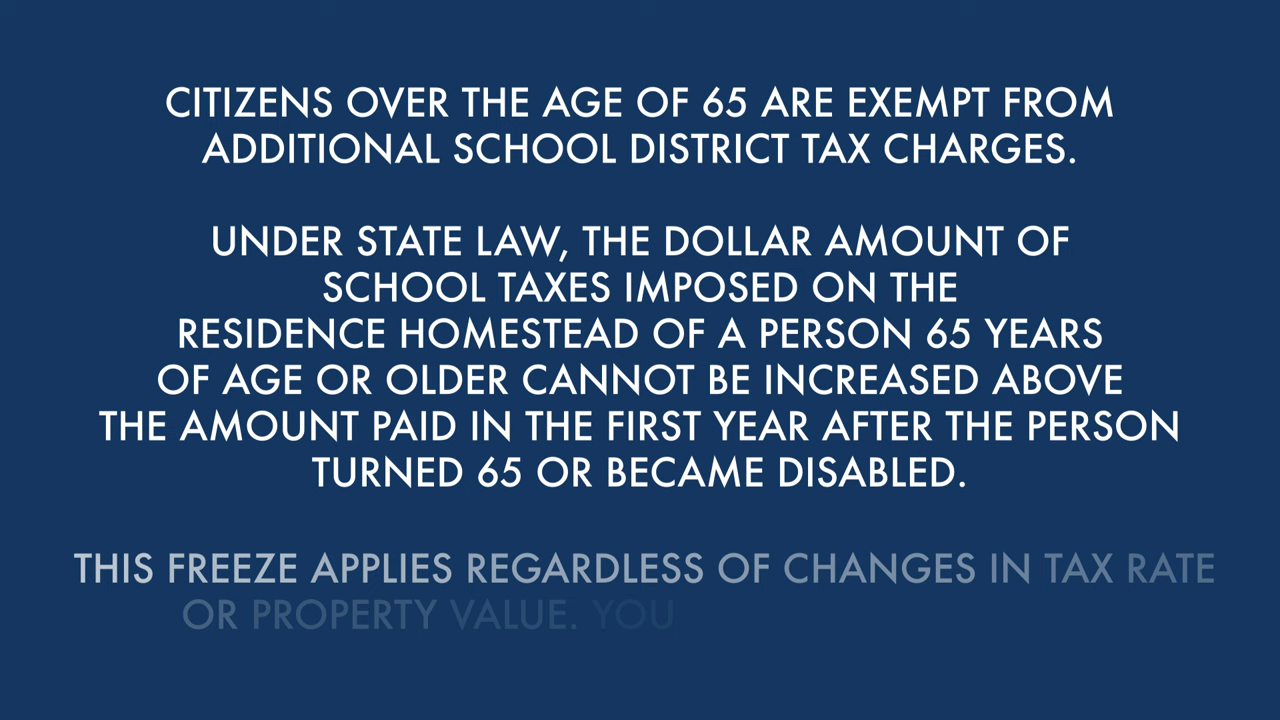 CITIZENS OVER THE AGE OF 65 ARE EXEMPT FROM
ADDITIONAL SCHOOL DISTRICT TAX CHARGES.
UNDER STATE LAW, THE DOLLAR AMOUNT OF
SCHOOL TAXES IMPOSED ON THE
RESIDENCE HOMESTEAD OF A PERSON 65 YEARS
OF AGE OR OLDER CANNOT BE INCREASED ABOVE
THE AMOUNT PAID IN THE FIRST YEAR AFTER THE PERSON
TURNED 65 OR BECAME DISABLED.
THIS FREEZE APPLIES REGARDLESS OF CHANGES IN TAX RATE
OR PROPERTY VALUE. YOU